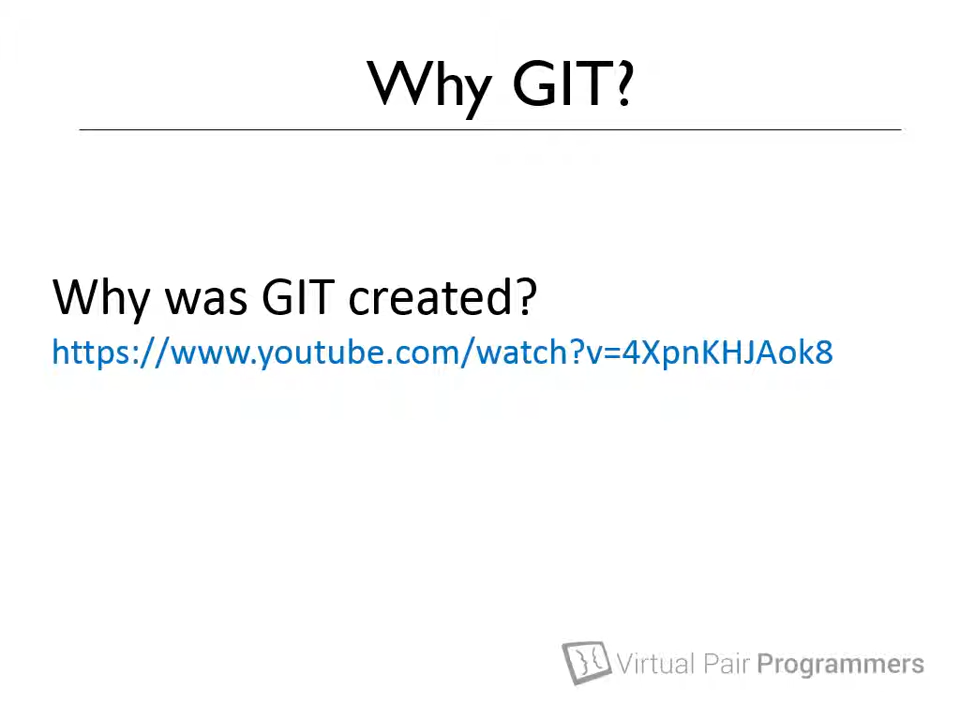 Why GIT?
Why was GIT created?
https://www.youtube.com/watch?v=4XpnKHJAok8
Virtual Pair Programmers